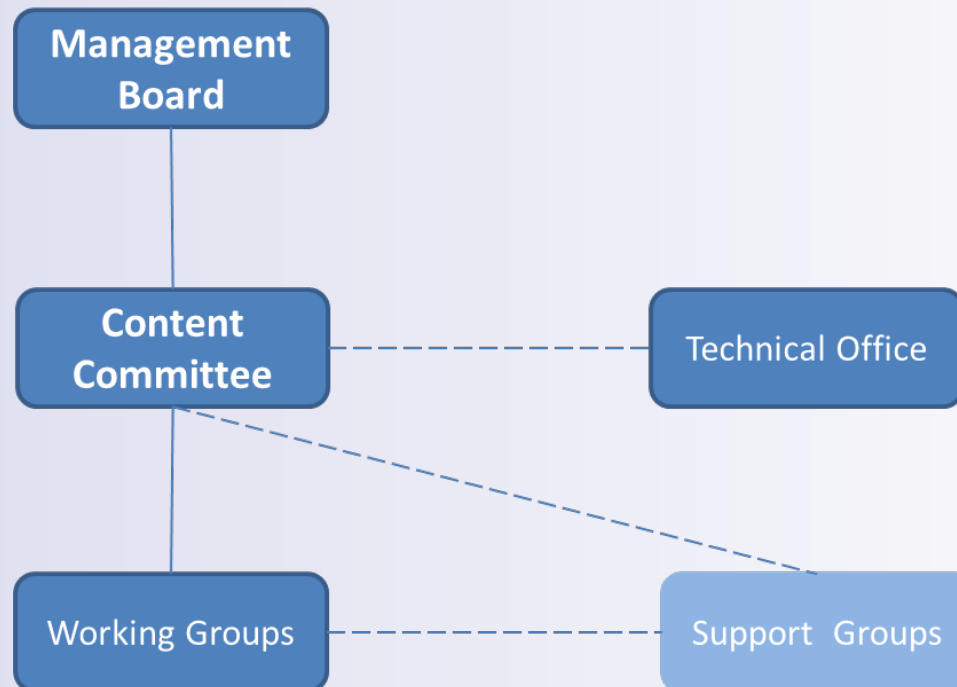 Management
Board
Content
Committee
Technical Office
Working Groups
Support  Groups